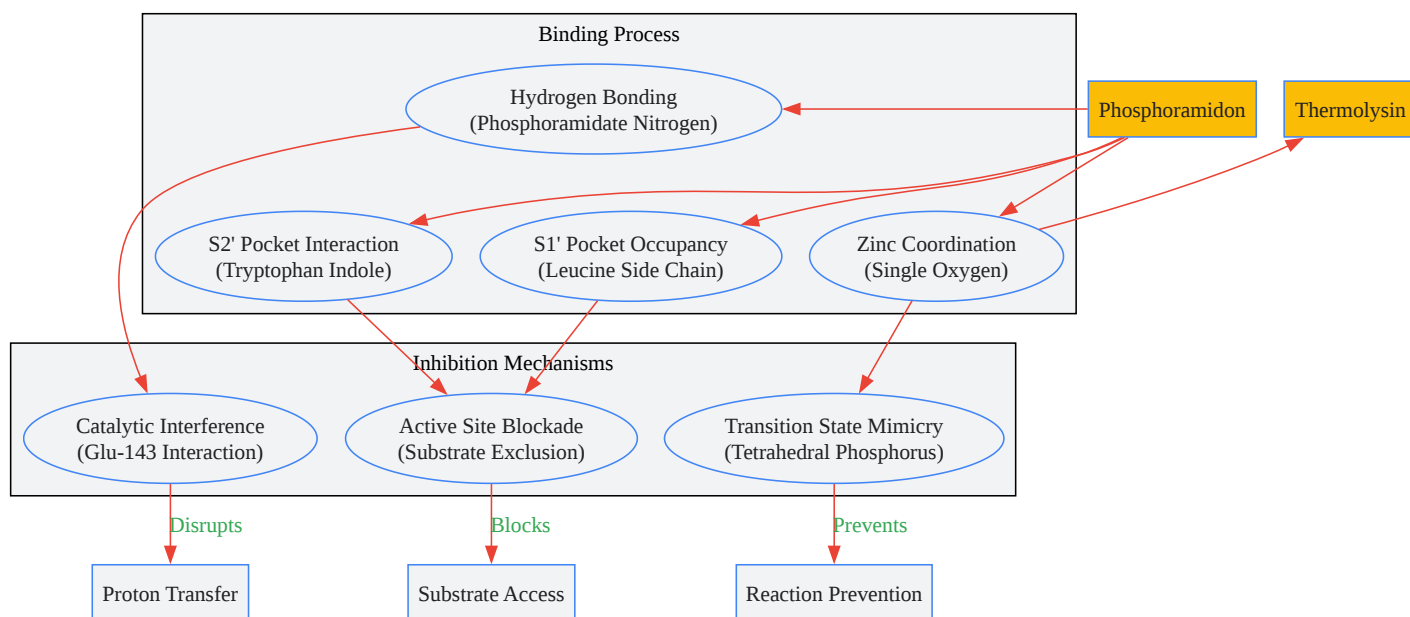 Binding Process
Hydrogen Bonding
(Phosphoramidate Nitrogen)
Phosphoramidon
Thermolysin
S2' Pocket Interaction
(Tryptophan Indole)
S1' Pocket Occupancy
(Leucine Side Chain)
Zinc Coordination
(Single Oxygen)
Inhibition Mechanisms
Catalytic Interference
(Glu-143 Interaction)
Active Site Blockade
(Substrate Exclusion)
Transition State Mimicry
(Tetrahedral Phosphorus)
Disrupts
Blocks
Prevents
Proton Transfer
Substrate Access
Reaction Prevention